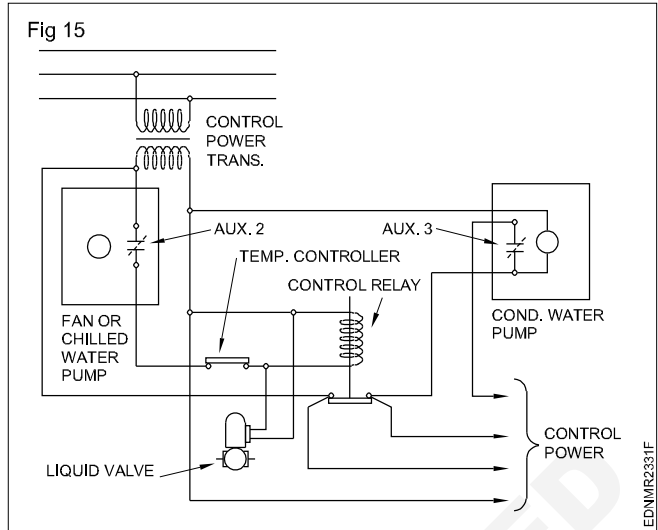 Fig 15
CONTROL
POWER
TRANS.
AUX. 2
AUX. 3
TEMP. CONTROLLER
CONTROL RELAY
FAN OR
CHILLED
WATER
PUMP
COND. WATER
PUMP
LIQUID VALVE
CONTROL
POWER
EDNMR2331F